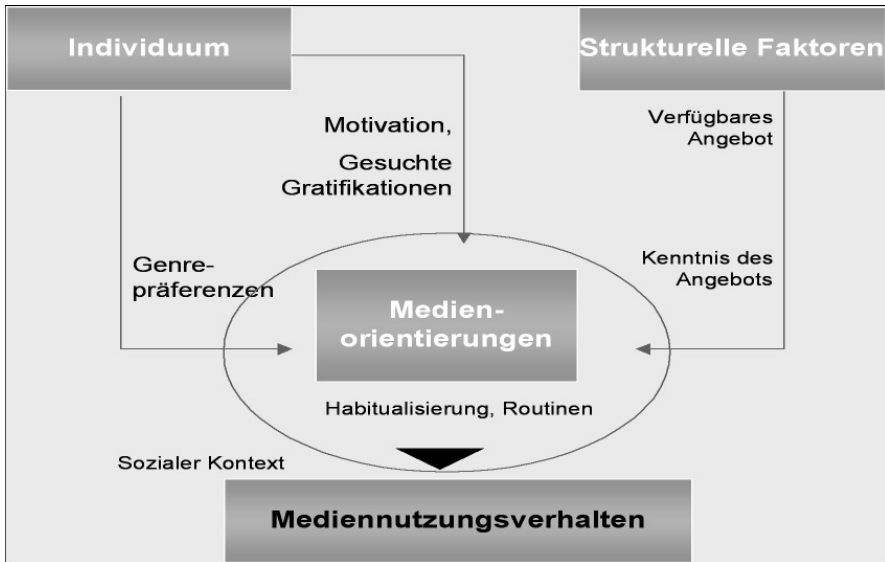 Individuum
Strukturelle Faktoren
Motivation,
Gesuchte
Gratifikationen
Verfügbares
Angebot
Genre-
präferenzen
Kenntnis des
Angebots
Medien-
orientierungen
Habitualisierung, Routinen
Sozialer Kontext
Mediennutzungsverhalten